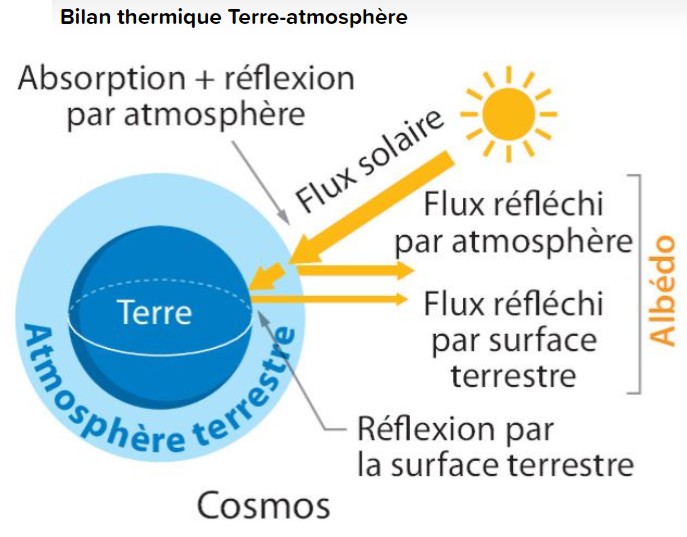 Bilan thermique Terre-atmosphère
Absorption + réflexion
par atmosphère
Flux solaire
Flux réfléchi
par atmosphère
Albédo
Flux réfléchi
par surface
terrestre
Terre
Atmosphère terrestre
Réflexion par
la surface terrestre
Cosmos